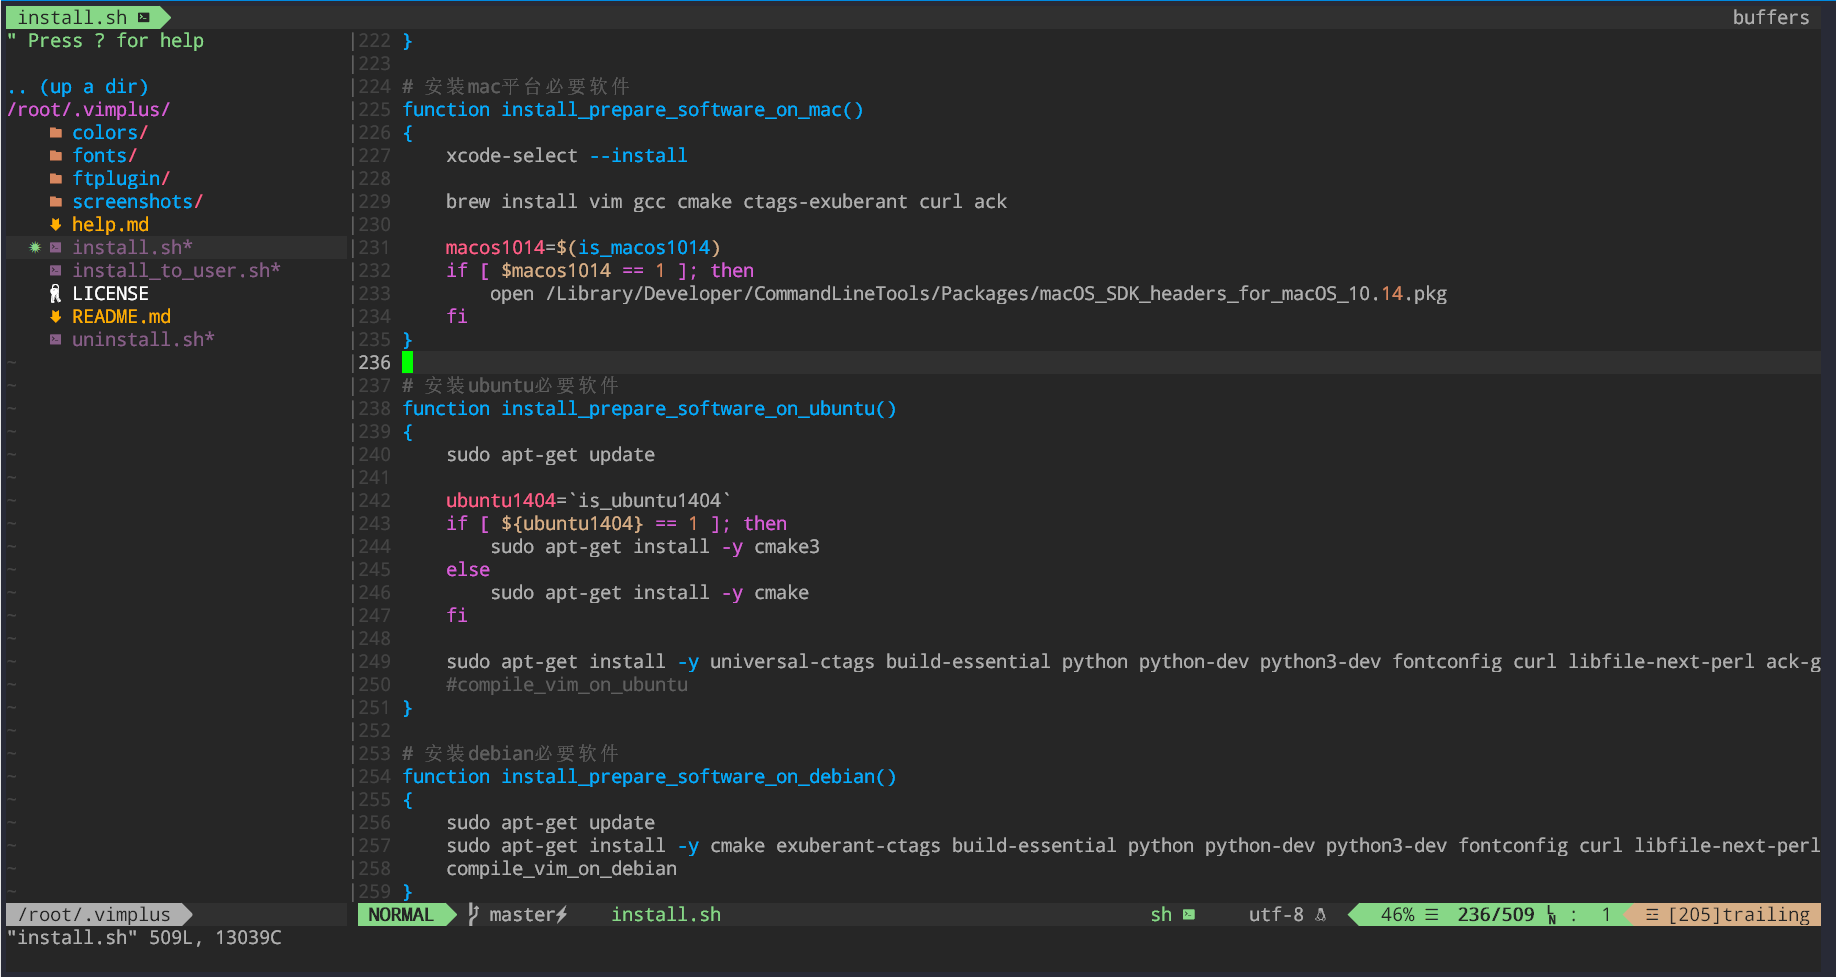 install.sh
buffers
" Press ? for help
.. (up a dir)
/root/.vimplus/
colors/
fonts/
ftplugin/
screenshots/
help.md
install.sh*
install_to_user.sh*
LICENSE
README.md
uninstall.sh*
222 }
223
224 # 安装mac平台必要软件
225 function install_prepare_software_on_mac()
226 {
227     xcode-select --install
228
229     brew install vim gcc cmake ctags-exuberant curl ack
230
231     macos1014=$(is_macos1014)
232     if [ $macos1014 == 1 ]; then
233         open /Library/Developer/CommandLineTools/Packages/macOS_SDK_headers_for_macOS_10.14.pkg
234     fi
235 }
236
237 # 安装ubuntu必要软件
238 function install_prepare_software_on_ubuntu()
239 {
240     sudo apt-get update
241
242     ubuntu1404=`is_ubuntu1404`
243     if [ ${ubuntu1404} == 1 ]; then
244         sudo apt-get install -y cmake3
245     else
246         sudo apt-get install -y cmake
247     fi
248
249     sudo apt-get install -y universal-ctags build-essential python python-dev python3-dev fontconfig curl libfile-next-perl ack-g
250     #compile_vim_on_ubuntu
251 }
252
253 # 安装debian必要软件
254 function install_prepare_software_on_debian()
255 {
256     sudo apt-get update
257     sudo apt-get install -y cmake exuberant-ctags build-essential python python-dev python3-dev fontconfig curl libfile-next-perl
258     compile_vim_on_debian
259 }
/root/.vimplus
NORMAL master⚡ install.sh sh utf-8 46% ☰ 236/509 ㏑ : 1 ☲ [205]trailing
"install.sh" 509L, 13039C